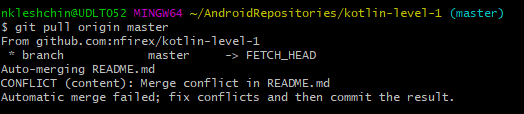 nkleshchin@UDLT052 MINGW64 ~/AndroidRepositories/kotlin-level-1 (master)
$ git pull origin master
From github.com:nfirex/kotlin-level-1
 * branch            master     -> FETCH_HEAD
Auto-merging README.md
CONFLICT (content): Merge conflict in README.md
Automatic merge failed; fix conflicts and then commit the result.